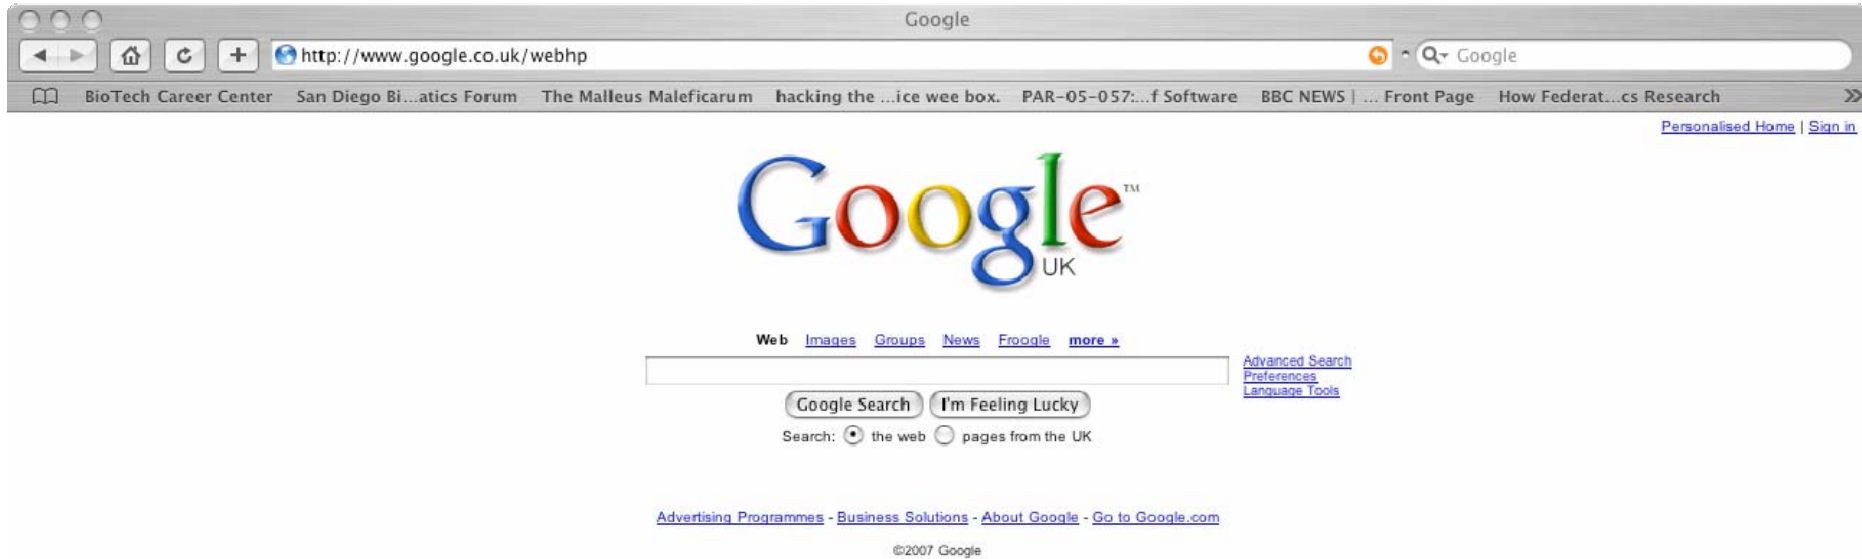 Google
http://www.google.co.uk/webhp Google
BioTech Career Center San Diego Bi...atics Forum The Malleus Maleficarum hacking the ...ice wee box. PAR-05-057:...f Software BBC NEWS | ... Front Page How Federat...cs Research
Personalised Home | Sign in
Google™
UK
Web Images Groups News Froogle more »
Advanced Search
Preferences
Language Tools
Google Search I'm Feeling Lucky
Search: the web pages from the UK
Advertising Programmes - Business Solutions - About Google - Go to Google.com
©2007 Google